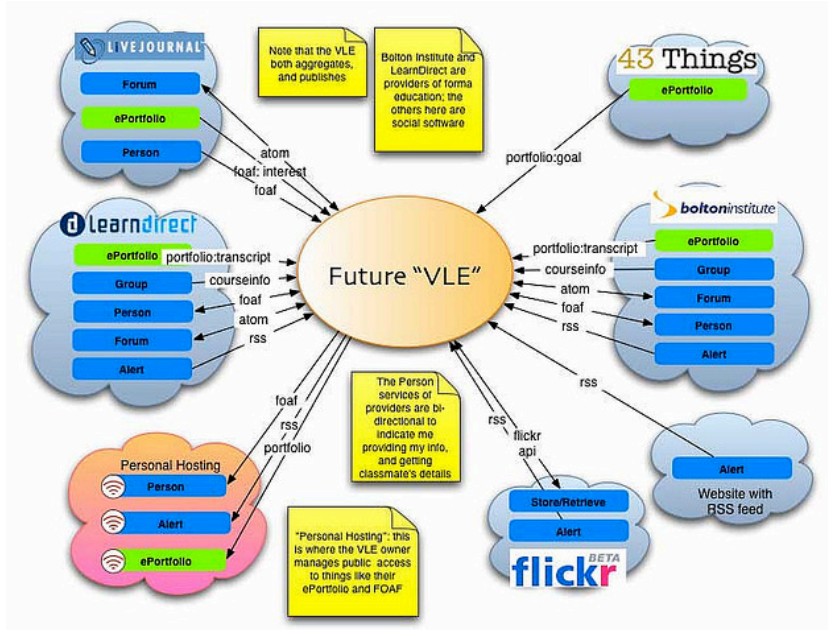 LIVEJOURNAL
Forum
ePortfolio
Person
atom
foaf: interest
foaf
Note that the VLE
both aggregates,
and publishes
Bolton Institute and
LearnDirect are
providers of forma
education; the
others here are
social software
43 Things
ePortfolio
portfolio:goal
learndirect
ePortfolio
Group
Person
Forum
Alert
portfolio:transcript
courseinfo
foaf
atom
rss
Future "VLE"
boltoninstitute
ePortfolio
Group
Forum
Person
Alert
portfolio:transcript
courseinfo
atom
foaf
rss
foaf
rss
portfolio
Personal Hosting
Person
Alert
ePortfolio
The Person
services of
providers are bi-
directional to
indicate me
providing my info,
and getting
classmate's details
"Personal Hosting": this
is where the VLE owner
manages public access
to things like their
ePortfolio and FOAF
rss
flickr
api
Store/Retrieve
Alert
BETA
flickr
rss
Alert
Website with
RSS feed